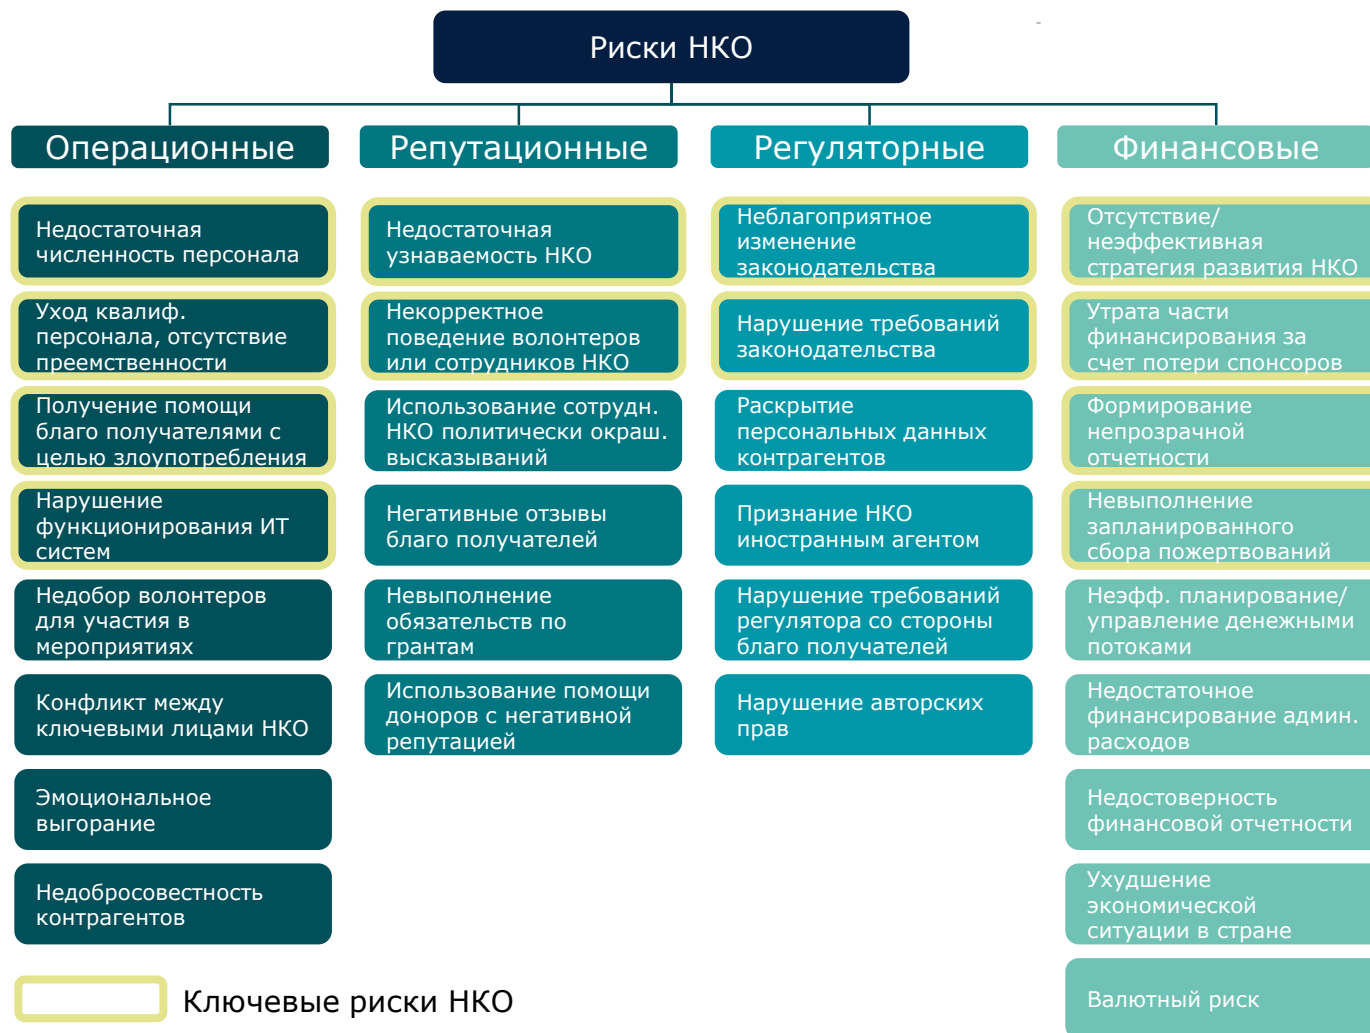 Риски НКО
Операционные
Недостаточная
численность персонала
Уход квалиф.
персонала, отсутствие
преемственности
Получение помощи
благо получателями с
целью злоупотребления
Нарушение
функционирования ИТ
систем
Недобор волонтеров
для участия в
мероприятиях
Конфликт между
ключевыми лицами НКО
Эмоциональное
выгорание
Недобросовестность
контрагентов
Репутационные
Недостаточная
узнаваемость НКО
Некорректное
поведение волонтеров
или сотрудников НКО
Использование сотрудн.
НКО политически окраш.
высказываний
Негативные отзывы
благо получателей
Невыполнение
обязательств по
грантам
Использование помощи
доноров с негативной
репутацией
Регуляторные
Неблагоприятное
изменение
законодательства
Нарушение требований
законодательства
Раскрытие
персональных данных
контрагентов
Признание НКО
иностранным агентом
Нарушение требований
регулятора со стороны
благо получателей
Нарушение авторских
прав
Финансовые
Отсутствие/
неэффективная
стратегия развития НКО
Утрата части
финансирования за
счет потери спонсоров
Формирование
непрозрачной
отчетности
Невыполнение
запланированного
сбора пожертвований
Неэфф. планирование/
управление денежными
потоками
Недостаточное
финансирование админ.
расходов
Недостоверность
финансовой отчетности
Ухудшение
экономической
ситуации в стране
Валютный риск
Ключевые риски НКО